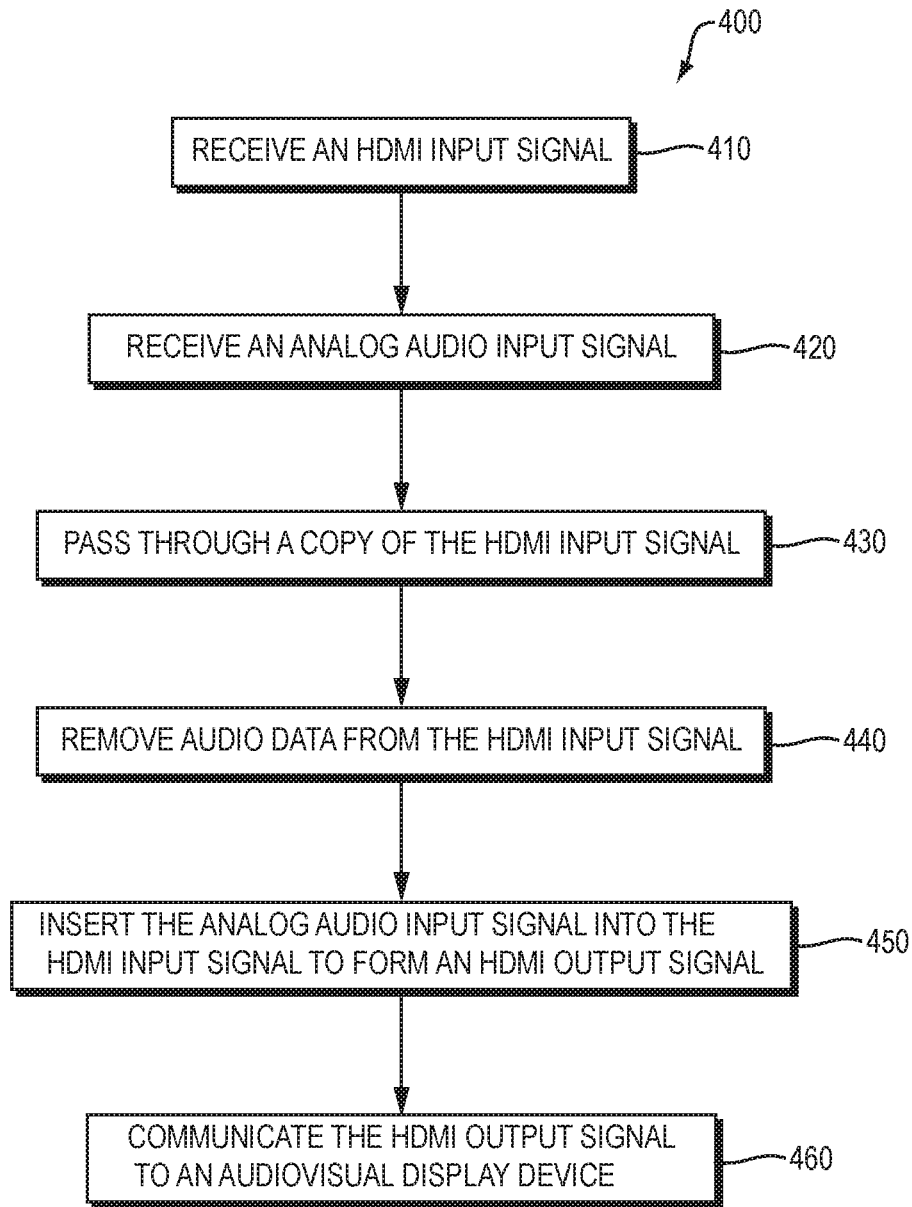 400
RECEIVE AN HDMI INPUT SIGNAL
410
RECEIVE AN ANALOG AUDIO INPUT SIGNAL
420
PASS THROUGH A COPY OF THE HDMI INPUT SIGNAL
430
REMOVE AUDIO DATA FROM THE HDMI INPUT SIGNAL
440
INSERT THE ANALOG AUDIO INPUT SIGNAL INTO THE
HDMI INPUT SIGNAL TO FORM AN HDMI OUTPUT SIGNAL
450
COMMUNICATE THE HDMI OUTPUT SIGNAL
TO AN AUDIOVISUAL DISPLAY DEVICE
460